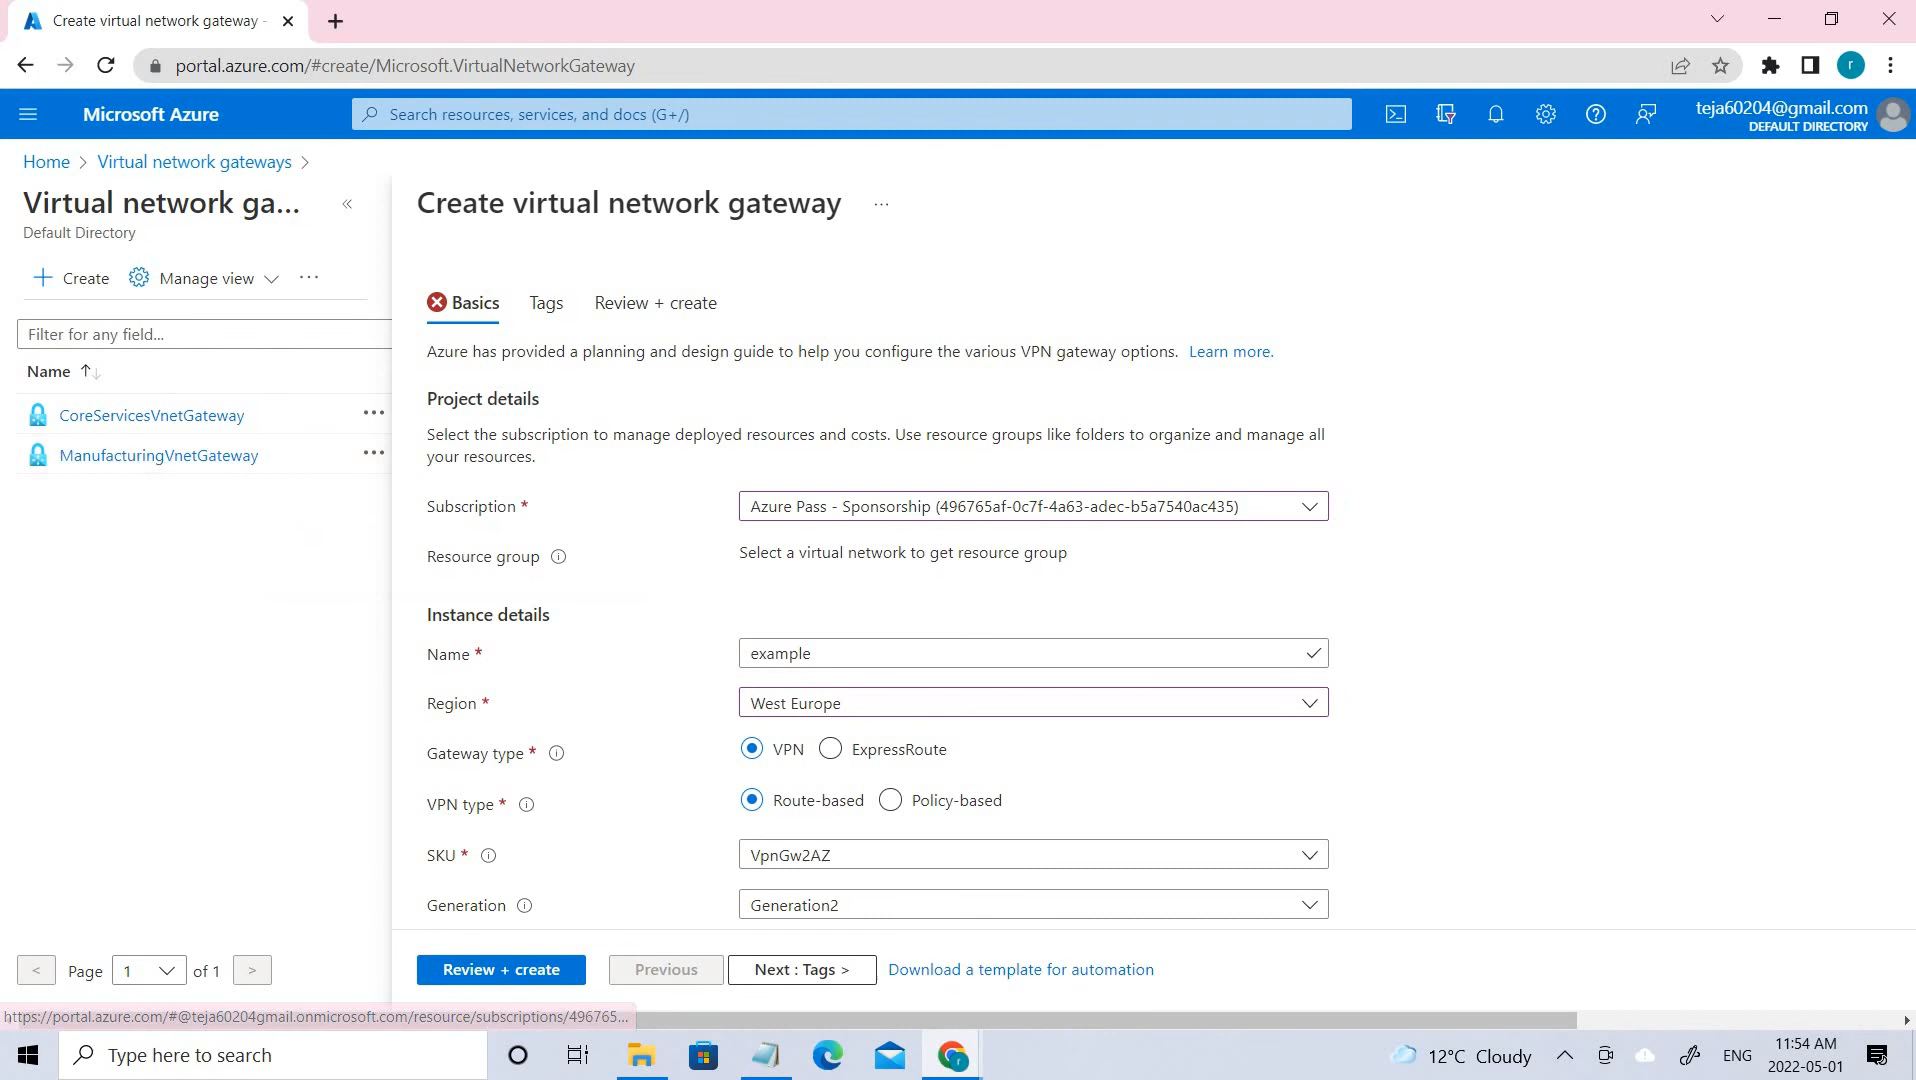 Create virtual network gateway -
portal.azure.com/#create/Microsoft.VirtualNetworkGateway
r
Microsoft Azure
Search resources, services, and docs (G+/)
teja60204@gmail.com
DEFAULT DIRECTORY
Home > Virtual network gateways >
Virtual network ga...
«
Default Directory
Create
Manage view
...
Filter for any field...
Name
CoreServicesVnetGateway
...
ManufacturingVnetGateway
...
< Page 1 of 1 >
Create virtual network gateway ...
Basics Tags Review + create
Azure has provided a planning and design guide to help you configure the various VPN gateway options. Learn more.
Project details
Select the subscription to manage deployed resources and costs. Use resource groups like folders to organize and manage all
your resources.
Subscription * Azure Pass - Sponsorship (496765af-0c7f-4a63-adec-b5a7540ac435)
Resource group Select a virtual network to get resource group
Instance details
Name * example
Region * West Europe
Gateway type * VPN ExpressRoute
VPN type * Route-based Policy-based
SKU * VpnGw2AZ
Generation Generation2
Review + create Previous Next : Tags > Download a template for automation
https://portal.azure.com/#@teja60204gmail.onmicrosoft.com/resource/subscriptions/496765...
Type here to search
12°C Cloudy
ENG
11:54 AM
2022-05-01